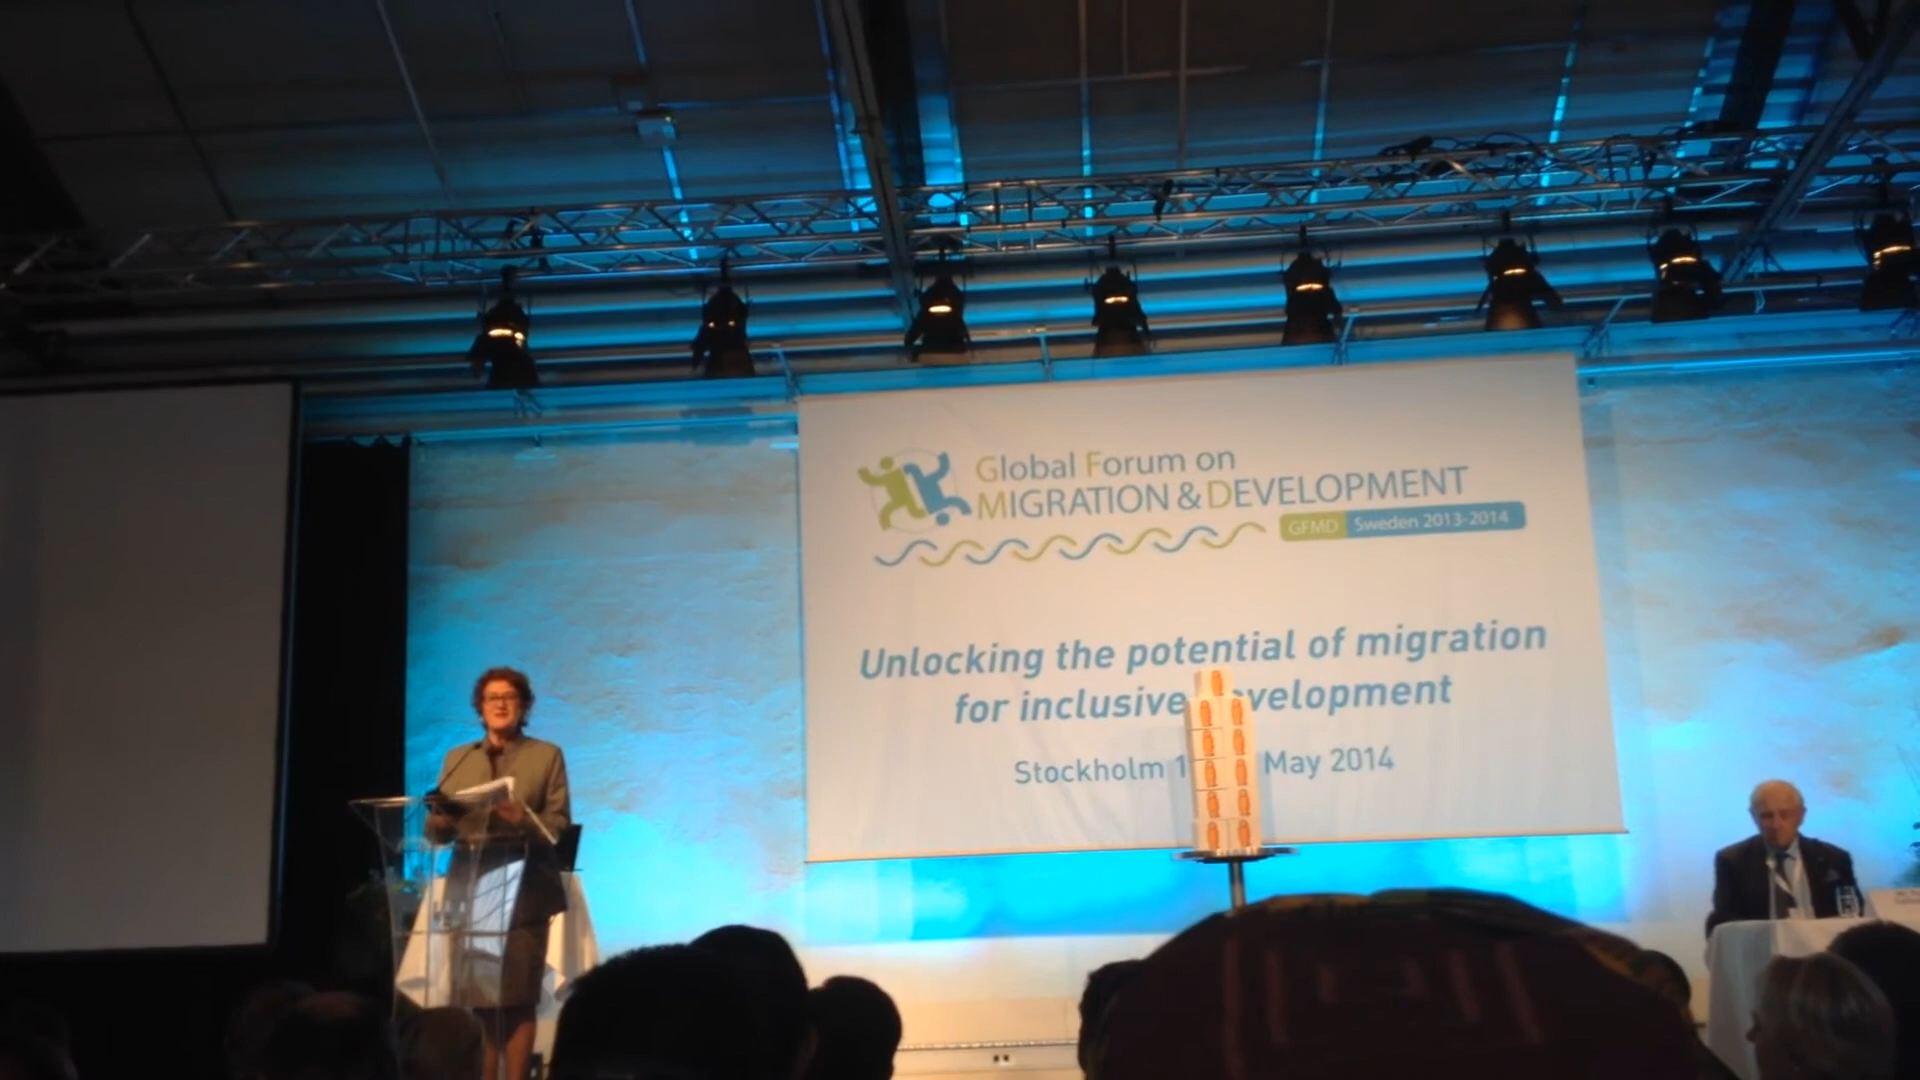 Global Forum on
MIGRATION & DEVELOPMENT
GFMD Sweden 2013-2014
Unlocking the potential of migration
for inclusive
Stockholm May 2014